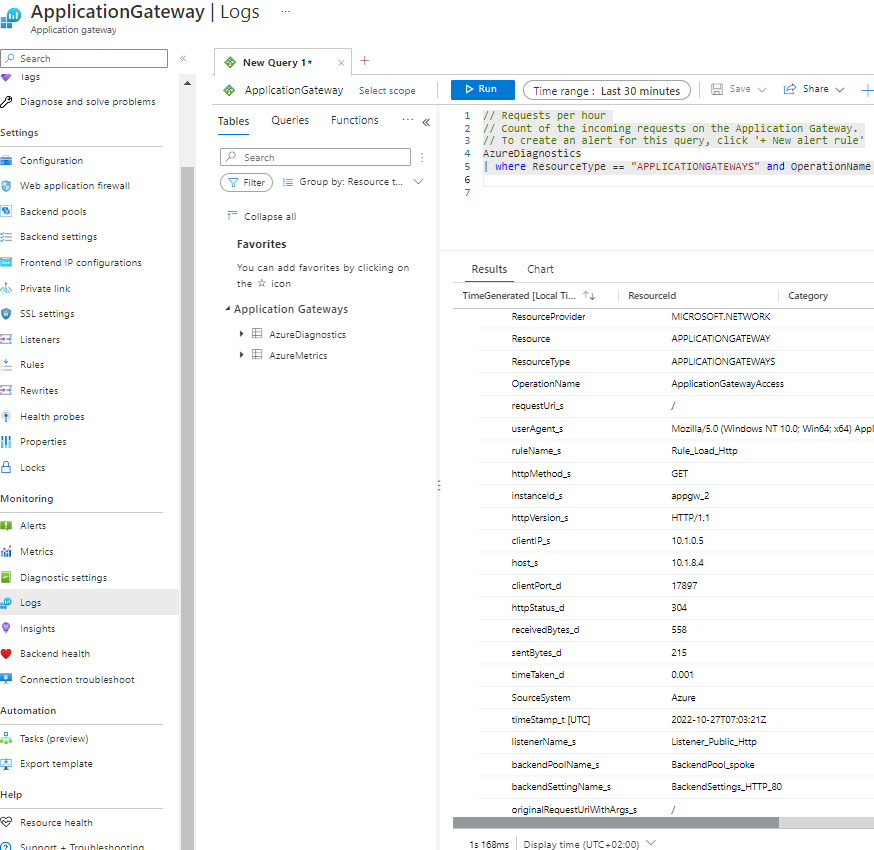 ApplicationGateway | Logs ...
Application gateway
Search «
Tags
Diagnose and solve problems
Settings
Configuration
Web application firewall
Backend pools
Backend settings
Frontend IP configurations
Private link
SSL settings
Listeners
Rules
Rewrites
Health probes
Properties
Locks
Monitoring
Alerts
Metrics
Diagnostic settings
Logs
Insights
Backend health
Connection troubleshoot
Automation
Tasks (preview)
Export template
Help
Resource health
Support + Troubleshooting
New Query 1* × +
ApplicationGateway Select scope
Run Time range : Last 30 minutes Save Share
Tables Queries Functions ... «
Search
Filter Group by: Resource t...
Collapse all
Favorites
You can add favorites by clicking on
the ☆ icon
Application Gateways
AzureDiagnostics
AzureMetrics
1 // Requests per hour
2 // Count of the incoming requests on the Application Gateway.
3 // To create an alert for this query, click '+ New alert rule'
4 AzureDiagnostics
5 | where ResourceType == "APPLICATIONGATEWAYS" and OperationName
6
7
Results Chart
TimeGenerated [Local Ti... ↑↓ ResourceId Category
ResourceProvider MICROSOFT.NETWORK
Resource APPLICATIONGATEWAY
ResourceType APPLICATIONGATEWAYS
OperationName ApplicationGatewayAccess
requestUri_s /
userAgent_s Mozilla/5.0 (Windows NT 10.0; Win64; x64) Appl
ruleName_s Rule_Load_Http
httpMethod_s GET
instanceId_s appgw_2
httpVersion_s HTTP/1.1
clientIP_s 10.1.0.5
host_s 10.1.8.4
clientPort_d 17897
httpStatus_d 304
receivedBytes_d 558
sentBytes_d 215
timeTaken_d 0.001
SourceSystem Azure
timeStamp_t [UTC] 2022-10-27T07:03:21Z
listenerName_s Listener_Public_Http
backendPoolName_s BackendPool_spoke
backendSettingName_s BackendSettings_HTTP_80
originalRequestUriWithArgs_s /
1s 168ms Display time (UTC+02:00)